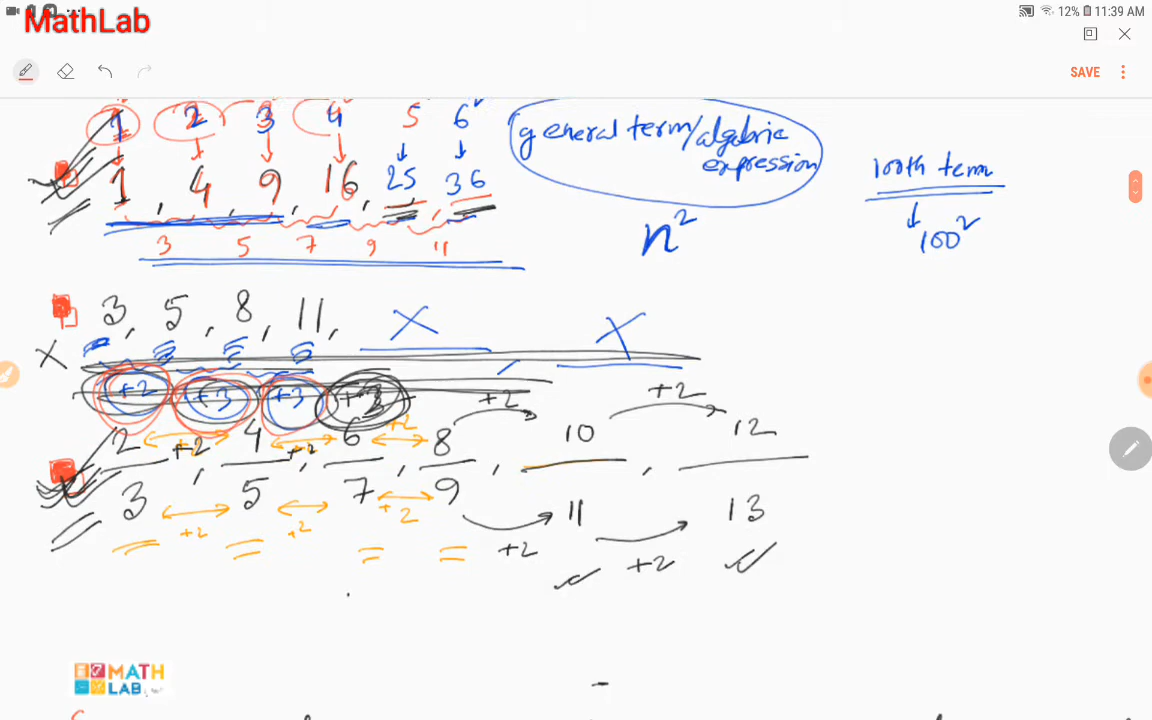 12% 11:39 AM
MathLab
SAVE
1 2 3 4 5 6²
1, 4, 9, 16, 25, 36
3 5 7 9 11
general term/algebric
expression
n²
100th term
100²
3, 5, 8, 11, X X
X
+2 +3 +3 +3 +2 +2
2 +2 4 +2 6 +2 8 10 12
, , , , ,
3 5 7 9 11 13
+2 +2 +2 +2 +2
MATH
LAB